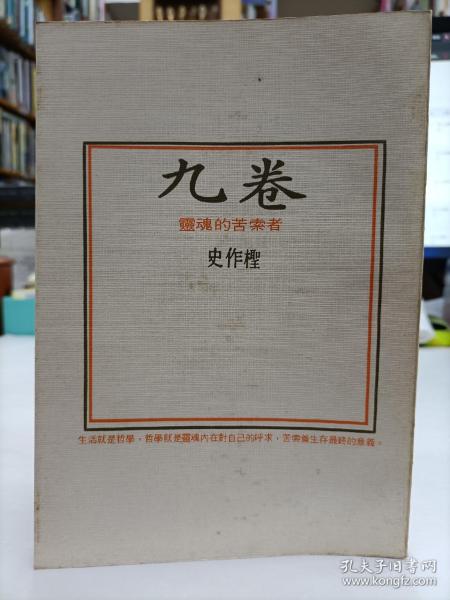 九卷
靈魂的苦索者
史作檉
生活就是哲學，哲學就是靈魂內在對自己的呼求，苦索著生存最終的意義。
孔夫子旧书网
www.kongfz.com